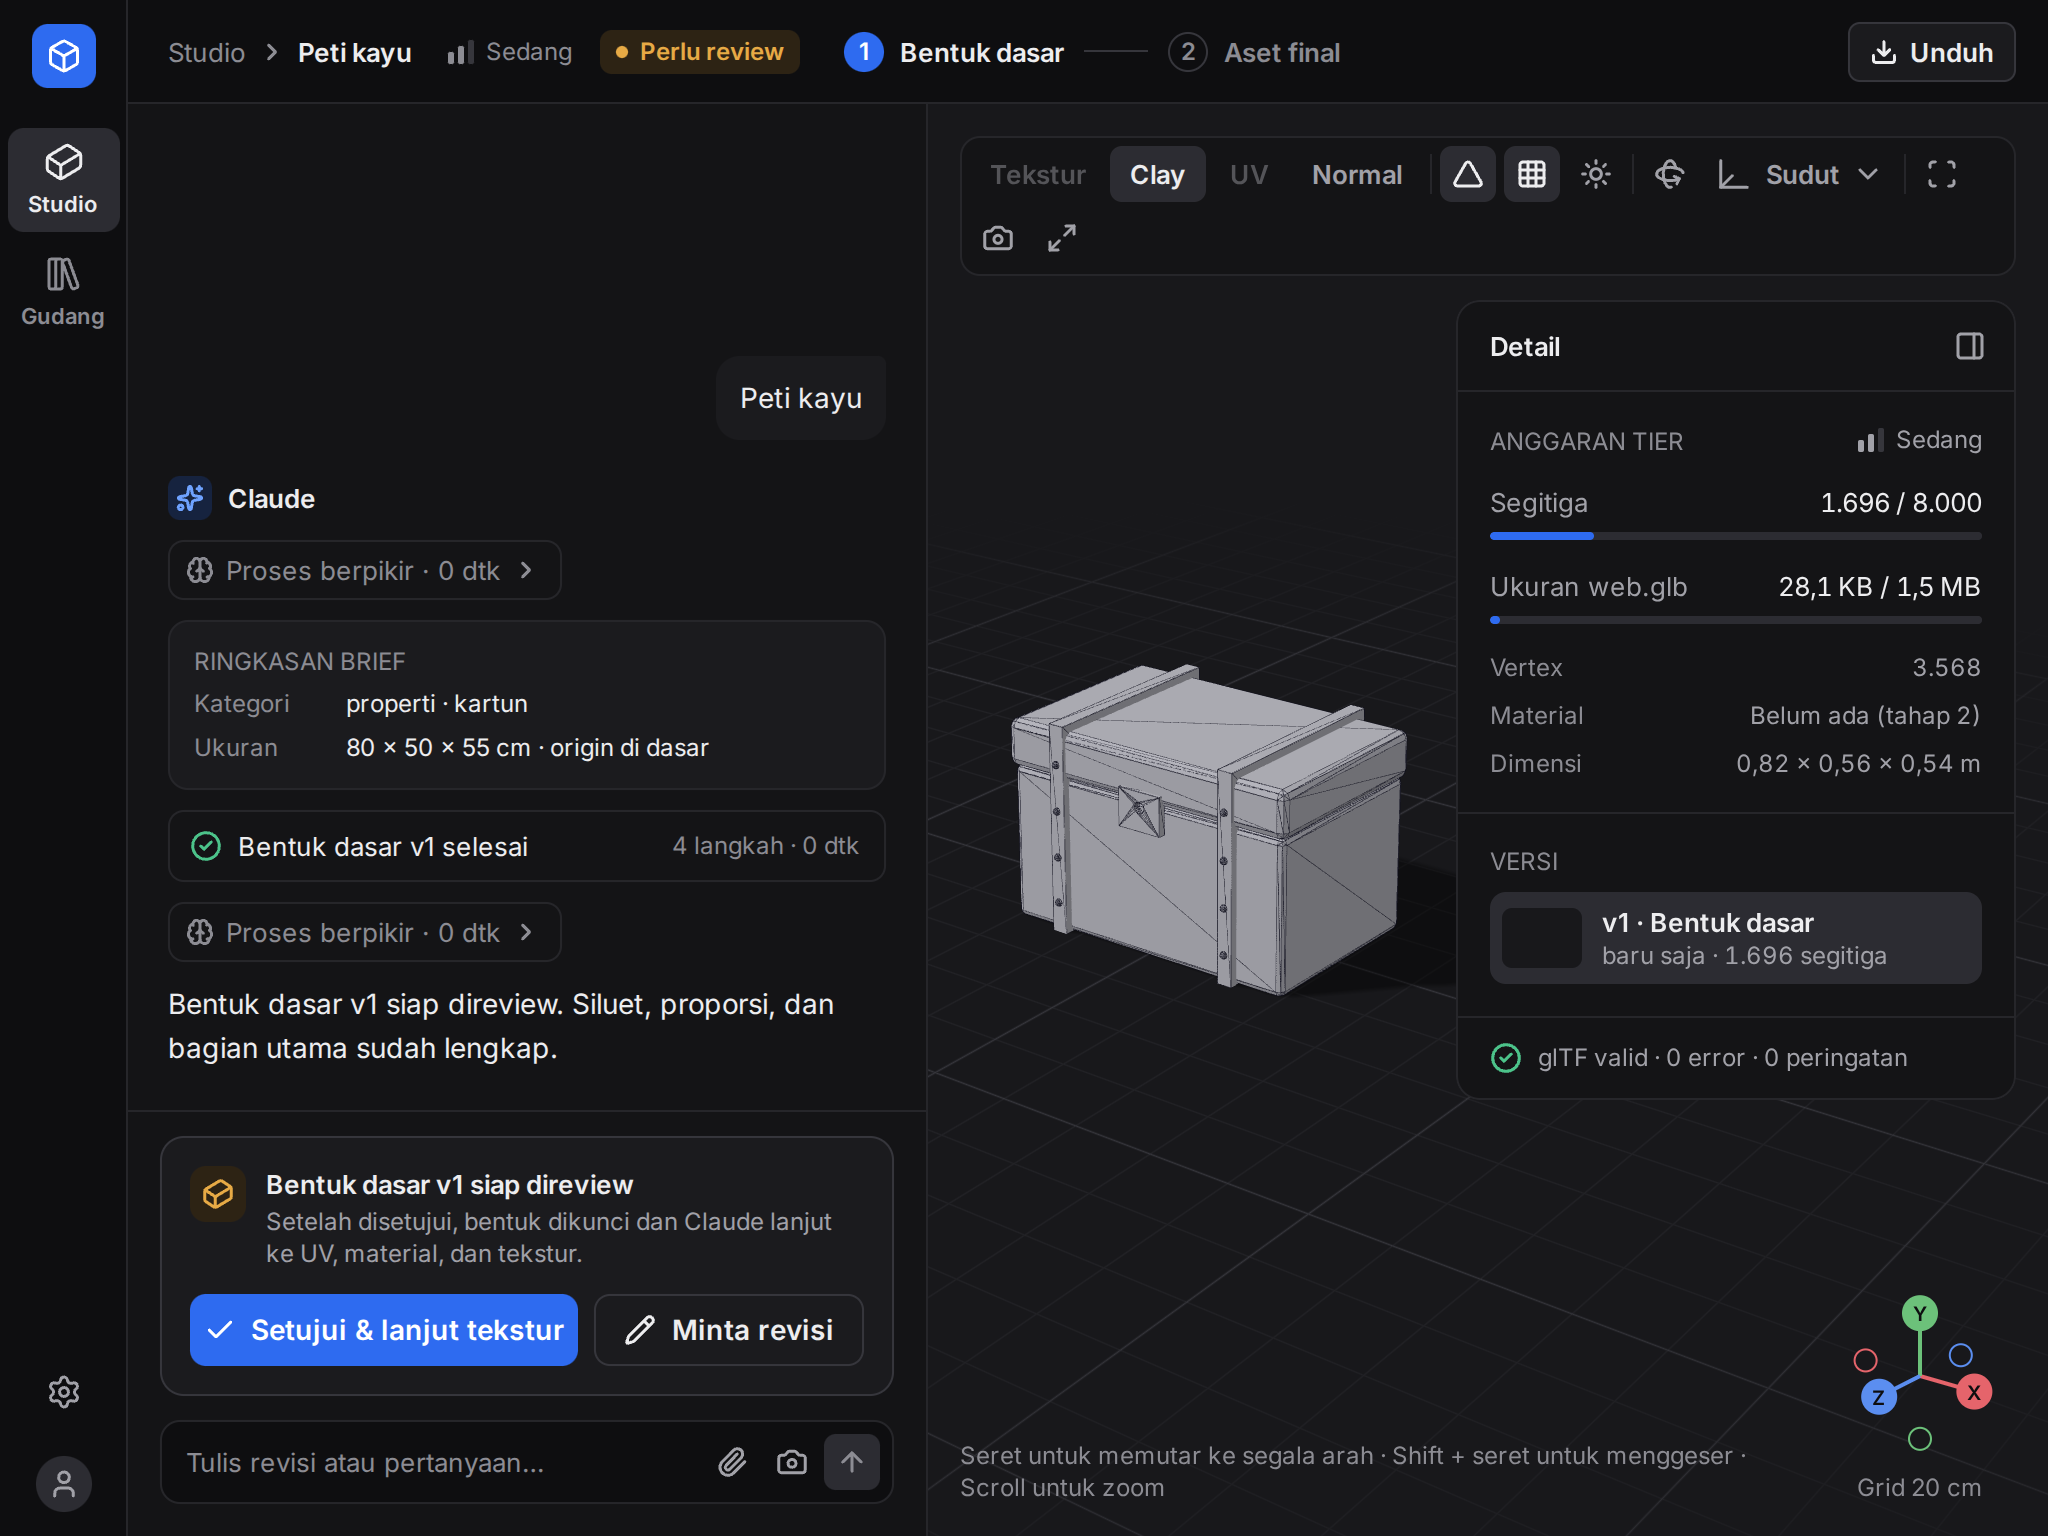 Studio
Gudang
Studio
Peti kayu
Sedang
Perlu review
1
Bentuk dasar
2
Aset final
Unduh
Peti kayu
Claude
Proses berpikir · 0 dtk
RINGKASAN BRIEF
Kategori
properti · kartun
Ukuran
80 × 50 × 55 cm · origin di dasar
Bentuk dasar v1 selesai
4 langkah · 0 dtk
Proses berpikir · 0 dtk
Bentuk dasar v1 siap direview. Siluet, proporsi, dan
bagian utama sudah lengkap.
Bentuk dasar v1 siap direview
Setelah disetujui, bentuk dikunci dan Claude lanjut
ke UV, material, dan tekstur.
Setujui & lanjut tekstur
Minta revisi
Tulis revisi atau pertanyaan...
Tekstur
Clay
UV
Normal
Sudut
Detail
ANGGARAN TIER
Sedang
Segitiga
1.696 / 8.000
Ukuran web.glb
28,1 KB / 1,5 MB
Vertex
3.568
Material
Belum ada (tahap 2)
Dimensi
0,82 × 0,56 × 0,54 m
VERSI
v1 · Bentuk dasar
baru saja · 1.696 segitiga
glTF valid · 0 error · 0 peringatan
Y
Z
X
Seret untuk memutar ke segala arah · Shift + seret untuk menggeser ·
Scroll untuk zoom
Grid 20 cm